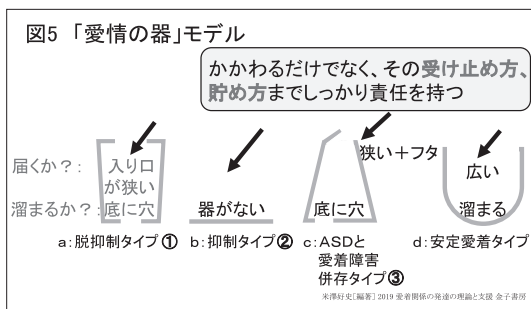 図5 「愛情の器」モデル
かかわるだけでなく、その受け止め方、
貯め方までしっかり責任を持つ
届くか?:
入り口
が狭い
狭い+フタ
広い
溜まるか?:
底に穴
器がない
底に穴
溜まる
a:脱抑制タイプ①
b:抑制タイプ②
c:ASDと
愛着障害
併存タイプ③
d:安定愛着タイプ
米澤好史[編著]2019 愛着関係の発達の理論と支援 金子書房